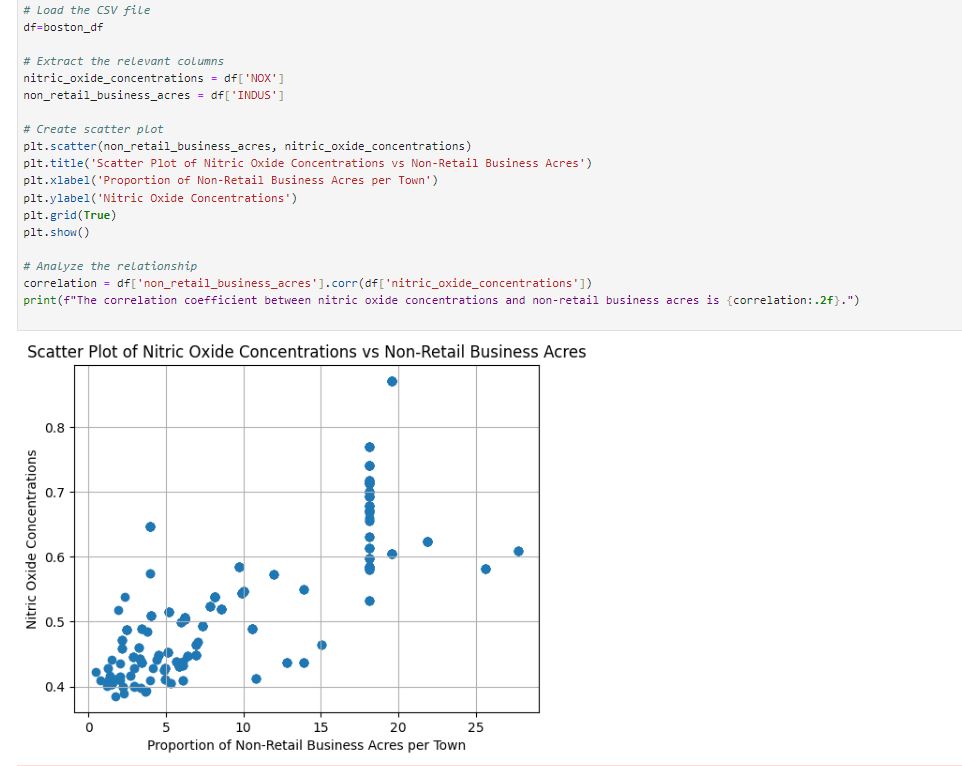 # Load the CSV file
df=boston_df
# Extract the relevant columns
nitric_oxide_concentrations = df['NOX']
non_retail_business_acres = df['INDUS']
# Create scatter plot
plt.scatter(non_retail_business_acres, nitric_oxide_concentrations)
plt.title('Scatter Plot of Nitric Oxide Concentrations vs Non-Retail Business Acres')
plt.xlabel('Proportion of Non-Retail Business Acres per Town')
plt.ylabel('Nitric Oxide Concentrations')
plt.grid(True)
plt.show()
# Analyze the relationship
correlation = df['non_retail_business_acres'].corr(df['nitric_oxide_concentrations'])
print(f"The correlation coefficient between nitric oxide concentrations and non-retail business acres is {correlation:.2f}.")
Scatter Plot of Nitric Oxide Concentrations vs Non-Retail Business Acres
Nitric Oxide Concentrations
0.8
0.7
0.6
0.5
0.4
0 5 10 15 20 25
Proportion of Non-Retail Business Acres per Town